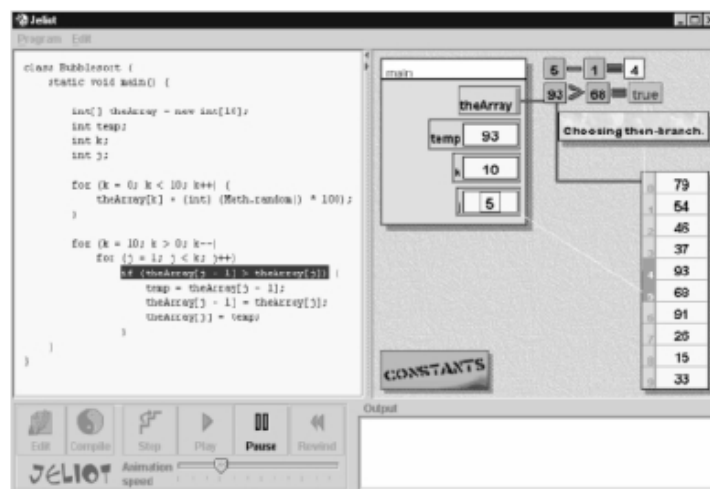 Jeliot
Program Edit
class Bubblesort {
static void main() {
int[] theArray = new int[10];
int temp;
int k;
int j;
for (k = 0; k < 10; k++) {
theArray[k] = (int) (Math.random() * 100);
}
for (k = 10; k > 0; k--)
for (j = 1; j < k; j++)
if (theArray[j - 1] > theArray[j]) {
temp = theArray[j - 1];
theArray[j - 1] = theArray[j];
theArray[j] = temp;
}
}
}
main
theArray
temp 93
k 10
j 5
5 - 1 = 4
93 > 68 = true
Choosing then-branch.
0 79
1 54
2 46
3 37
4 93
5 68
6 91
7 26
8 15
9 33
CONSTANTS
Edit Compile Step Play Pause Rewind
JELIOT Animation speed
Output